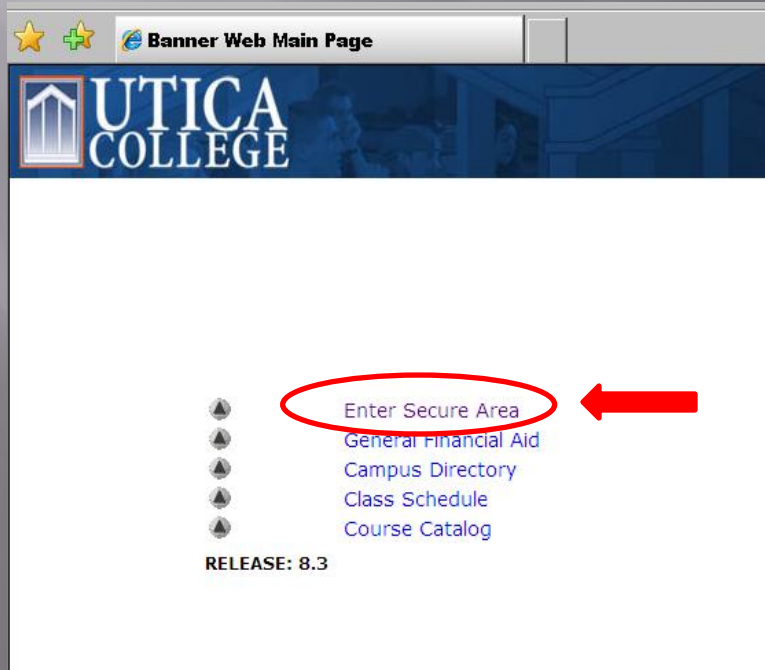 Banner Web Main Page
UTICA
COLLEGE
Enter Secure Area
General Financial Aid
Campus Directory
Class Schedule
Course Catalog
RELEASE: 8.3